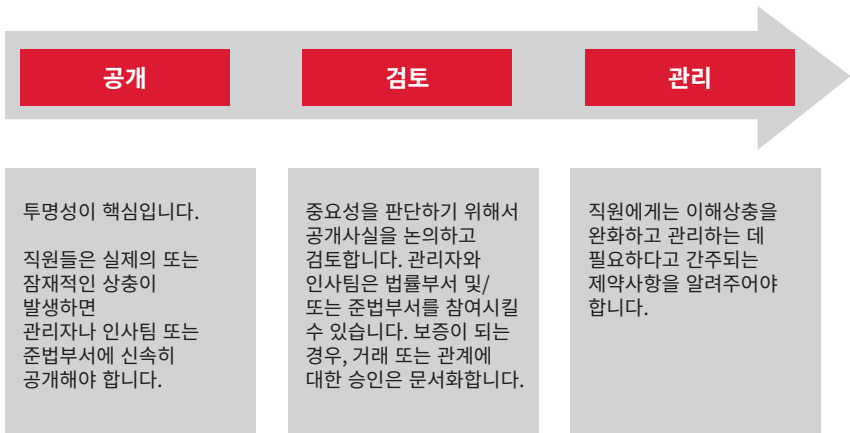 공개
검토
관리
투명성이 핵심입니다.
직원들은 실제의 또는
잠재적인 상충이
발생하면
관리자나 인사팀 또는
준법부서에 신속히
공개해야 합니다.
중요성을 판단하기 위해서
공개사실을 논의하고
검토합니다. 관리자와
인사팀은 법률부서 및/
또는 준법부서를 참여시킬
수 있습니다. 보증이 되는
경우, 거래 또는 관계에
대한 승인은 문서화합니다.
직원에게는 이해상충을
완화하고 관리하는 데
필요하다고 간주되는
제약사항을 알려주어야
합니다.